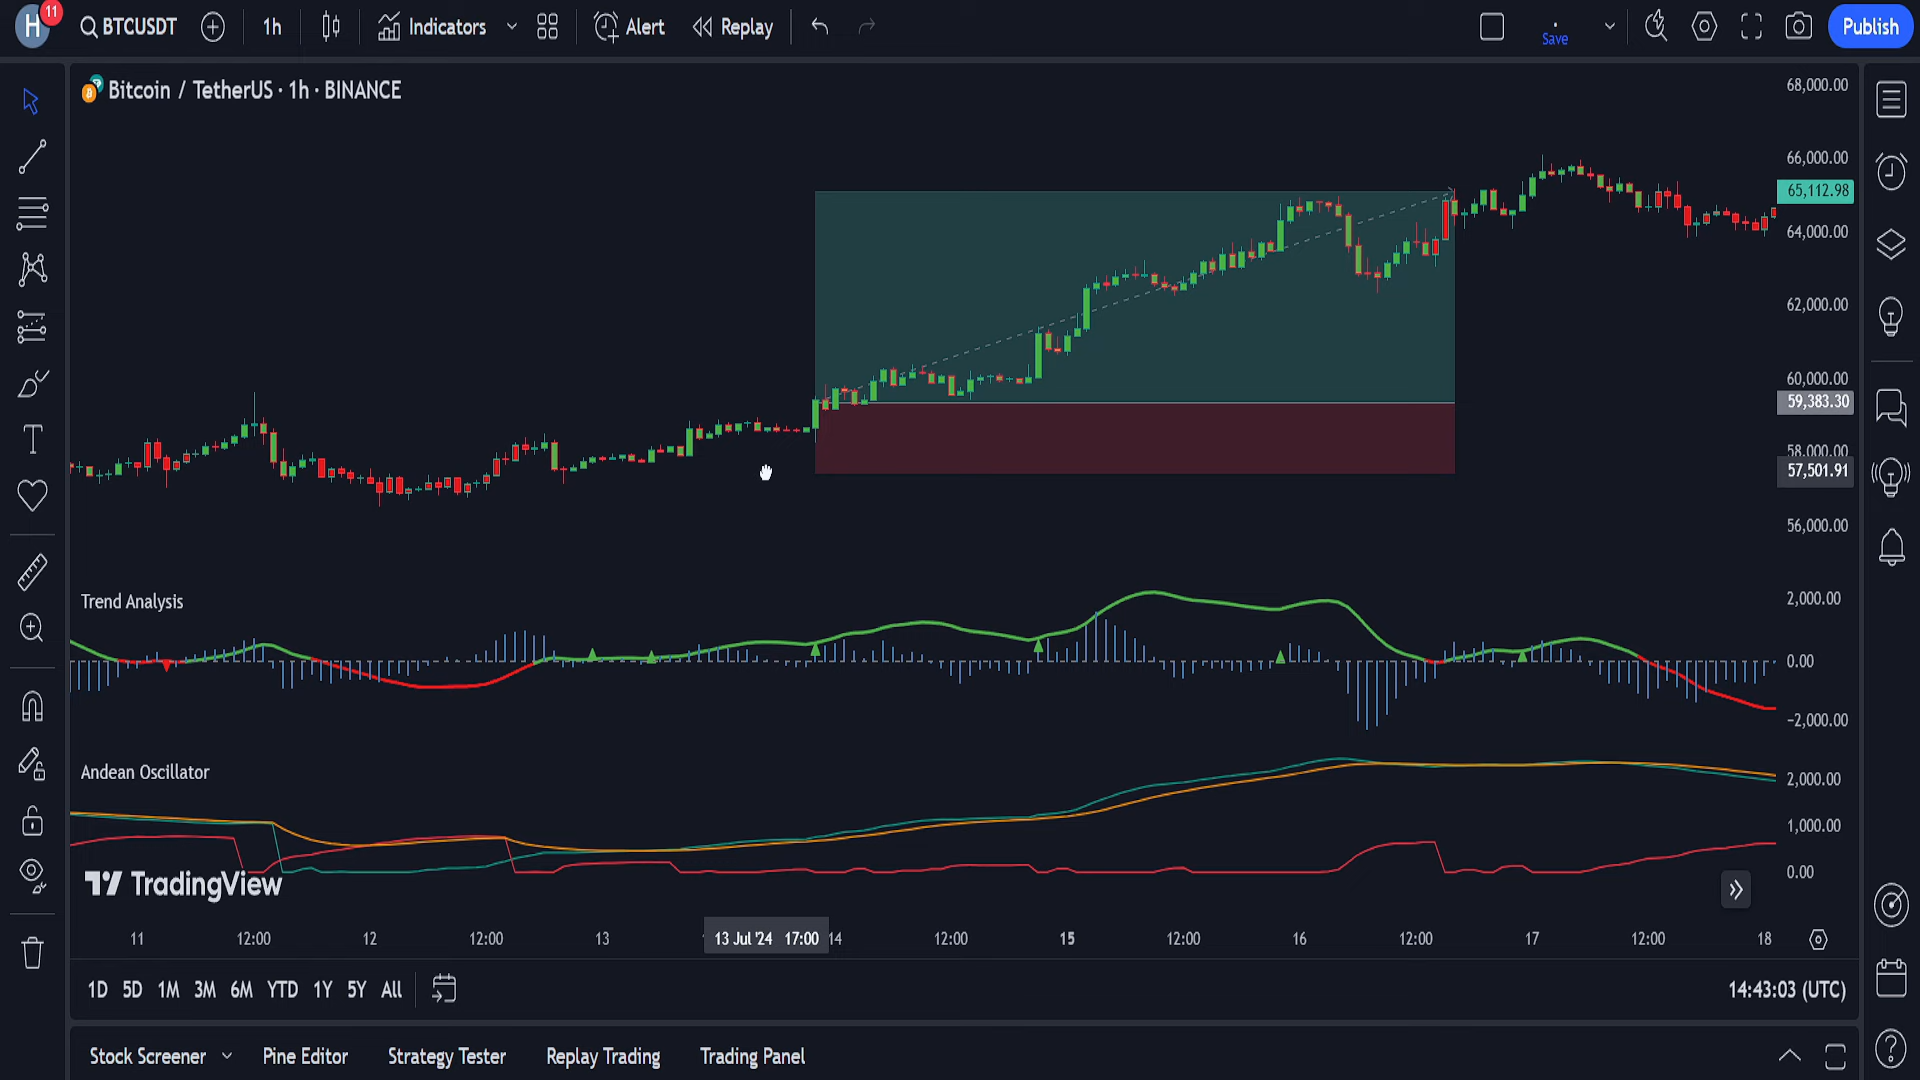 H
11
BTCUSDT
1h
Indicators
Alert
Replay
Save
Publish
Bitcoin / TetherUS · 1h · BINANCE
68,000.00
66,000.00
65,112.98
64,000.00
62,000.00
60,000.00
59,383.30
58,000.00
57,501.91
56,000.00
Trend Analysis
2,000.00
0.00
−2,000.00
Andean Oscillator
2,000.00
1,000.00
0.00
TradingView
11
12:00
12
12:00
13
13 Jul '24 17:00
14
12:00
15
12:00
16
12:00
17
12:00
18
1D 5D 1M 3M 6M YTD 1Y 5Y All
14:43:03 (UTC)
Stock Screener
Pine Editor
Strategy Tester
Replay Trading
Trading Panel